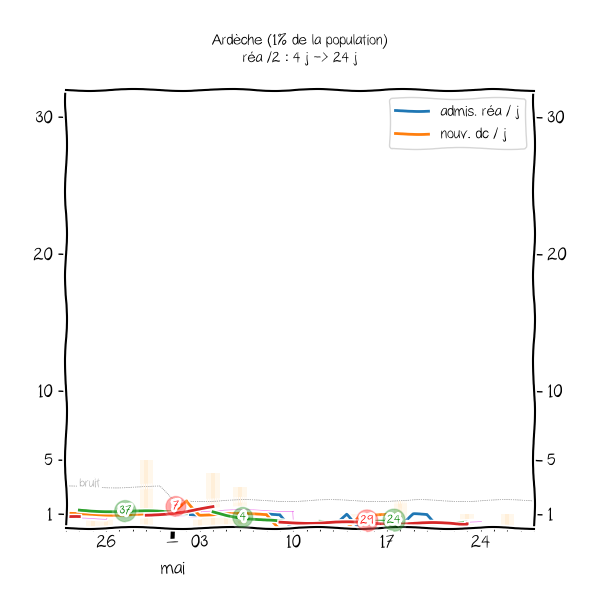 Ardèche (1% de la population)
réa /2 : 4 j -> 24 j
admis. réa / j
nouv. dc / j
30 30
20 20
10 10
5 5
bruit
37 7 4 29 24
1 1
26 03 10 17 24
mai